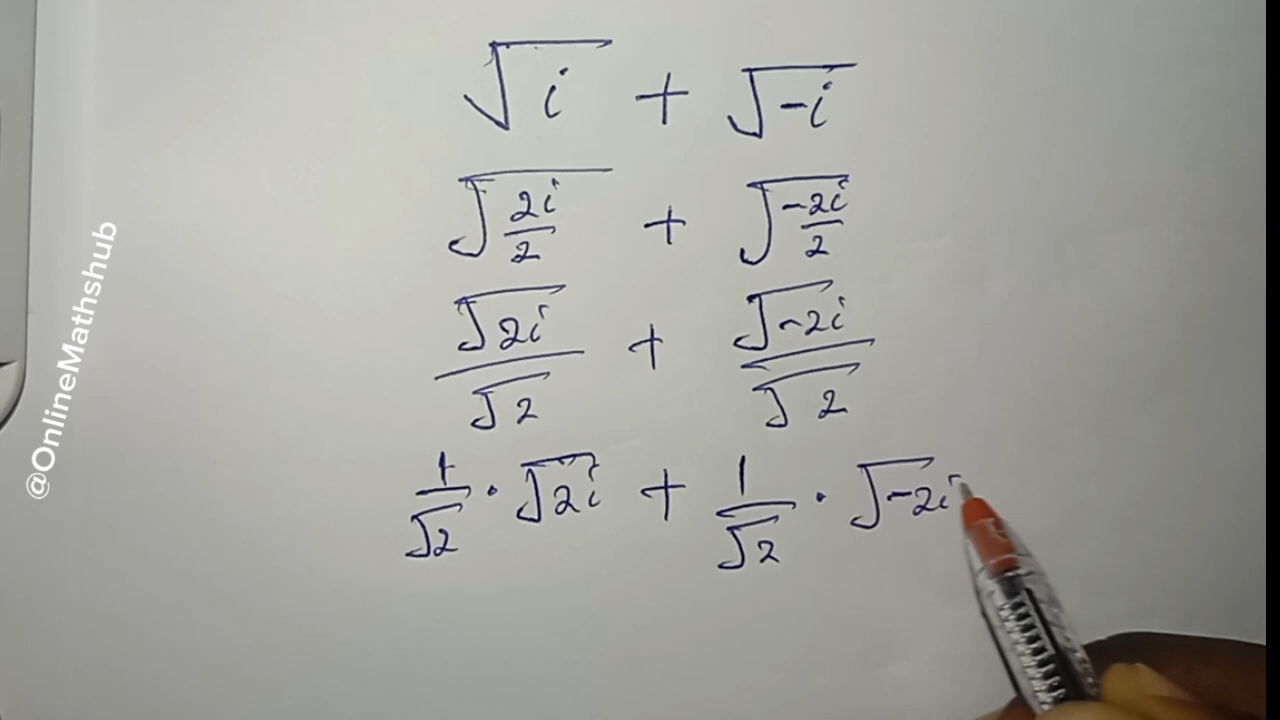 √i + √-i
√(2i/2) + √(-2i/2)
√2i/√2 + √-2i/√2
1/√2 · √2i + 1/√2 · √-2i
@OnlineMathshub